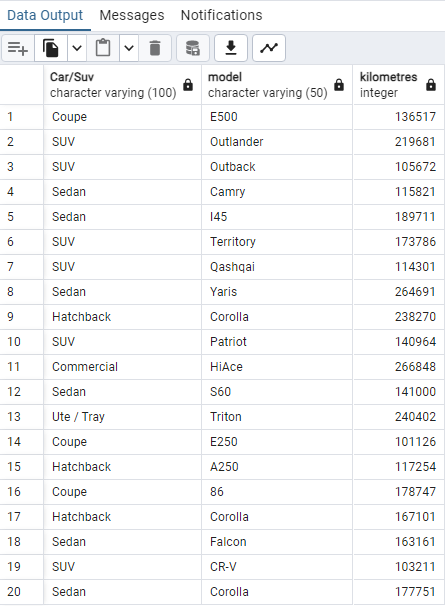 Data Output Messages Notifications
Car/Suv model kilometres
character varying (100) character varying (50) integer
1 Coupe E500 136517
2 SUV Outlander 219681
3 SUV Outback 105672
4 Sedan Camry 115821
5 Sedan I45 189711
6 SUV Territory 173786
7 SUV Qashqai 114301
8 Sedan Yaris 264691
9 Hatchback Corolla 238270
10 SUV Patriot 140964
11 Commercial HiAce 266848
12 Sedan S60 141000
13 Ute / Tray Triton 240402
14 Coupe E250 101126
15 Hatchback A250 117254
16 Coupe 86 178747
17 Hatchback Corolla 167101
18 Sedan Falcon 163161
19 SUV CR-V 103211
20 Sedan Corolla 177751